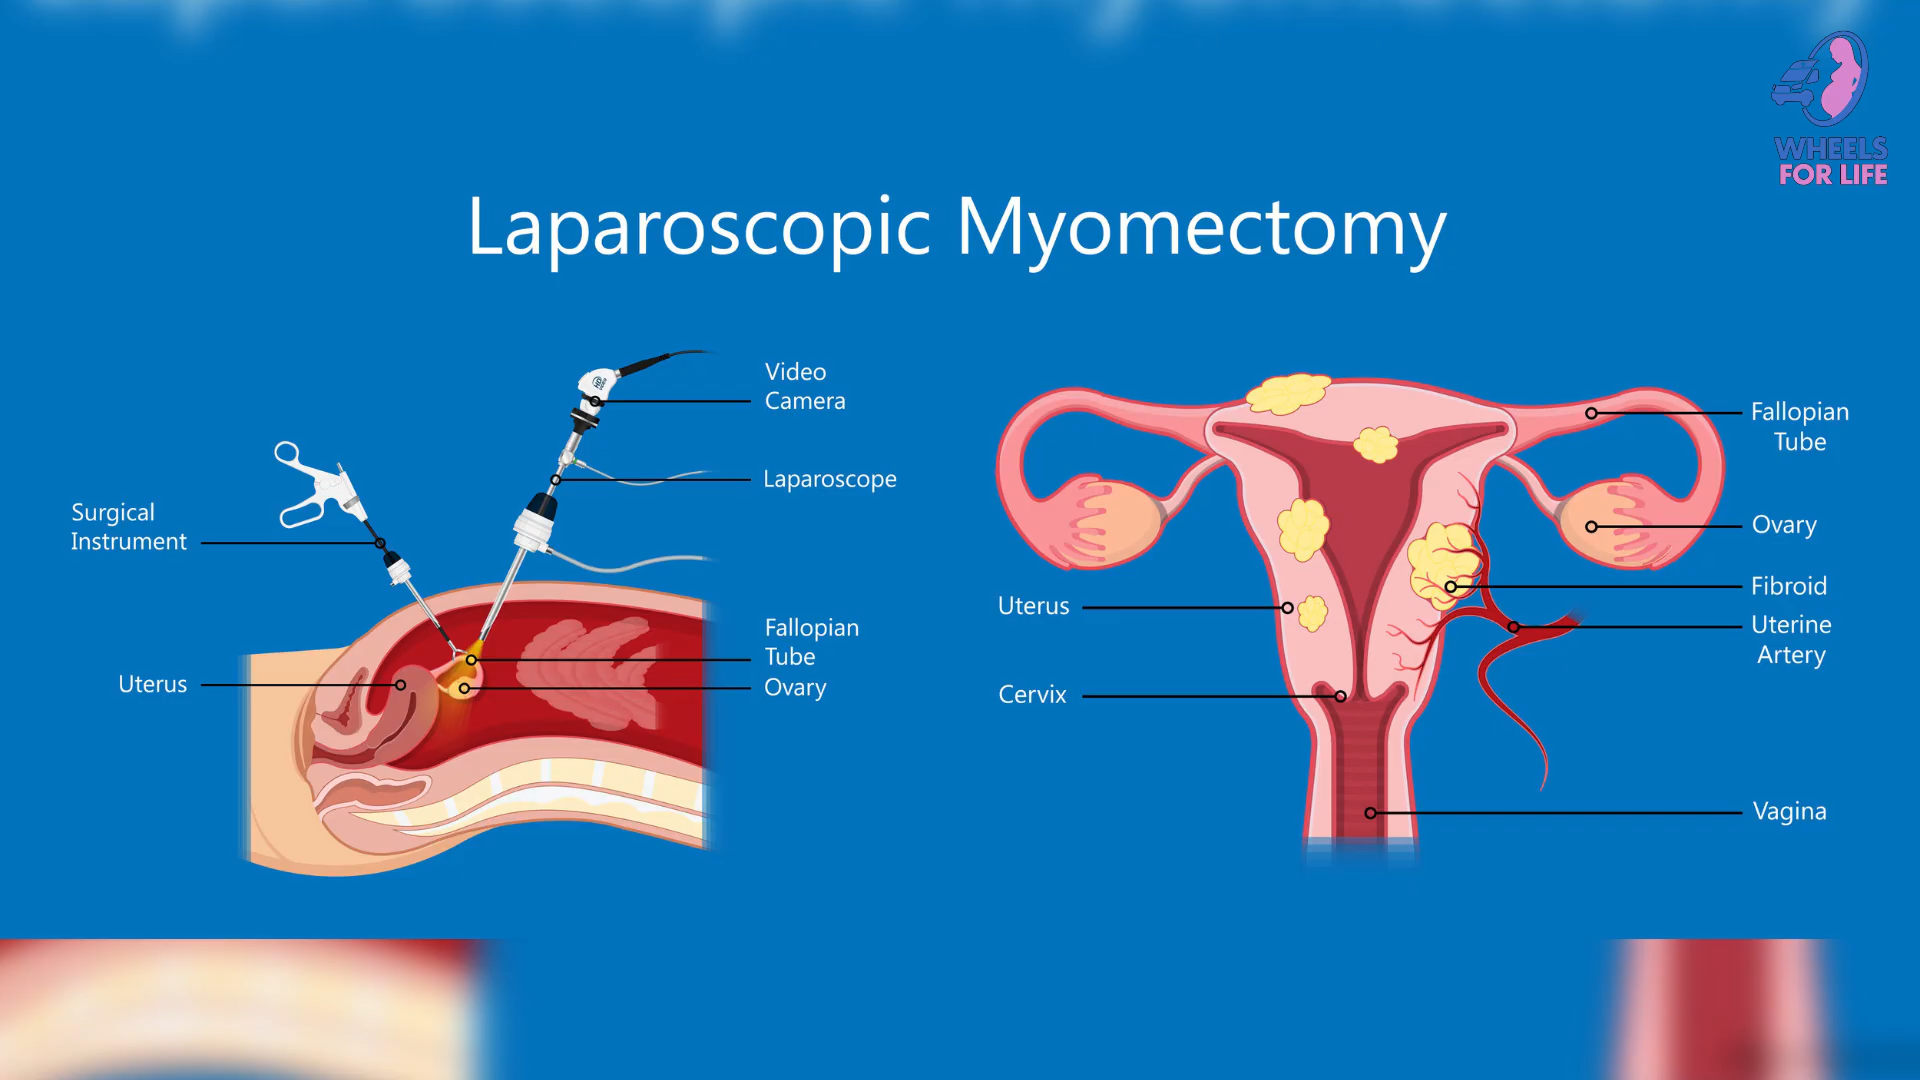 WHEELS
FOR LIFE
Laparoscopic Myomectomy
Video
Camera
Laparoscope
Surgical
Instrument
Fallopian
Tube
Uterus
Ovary
Fallopian
Tube
Ovary
Fibroid
Uterus
Uterine
Artery
Cervix
Vagina